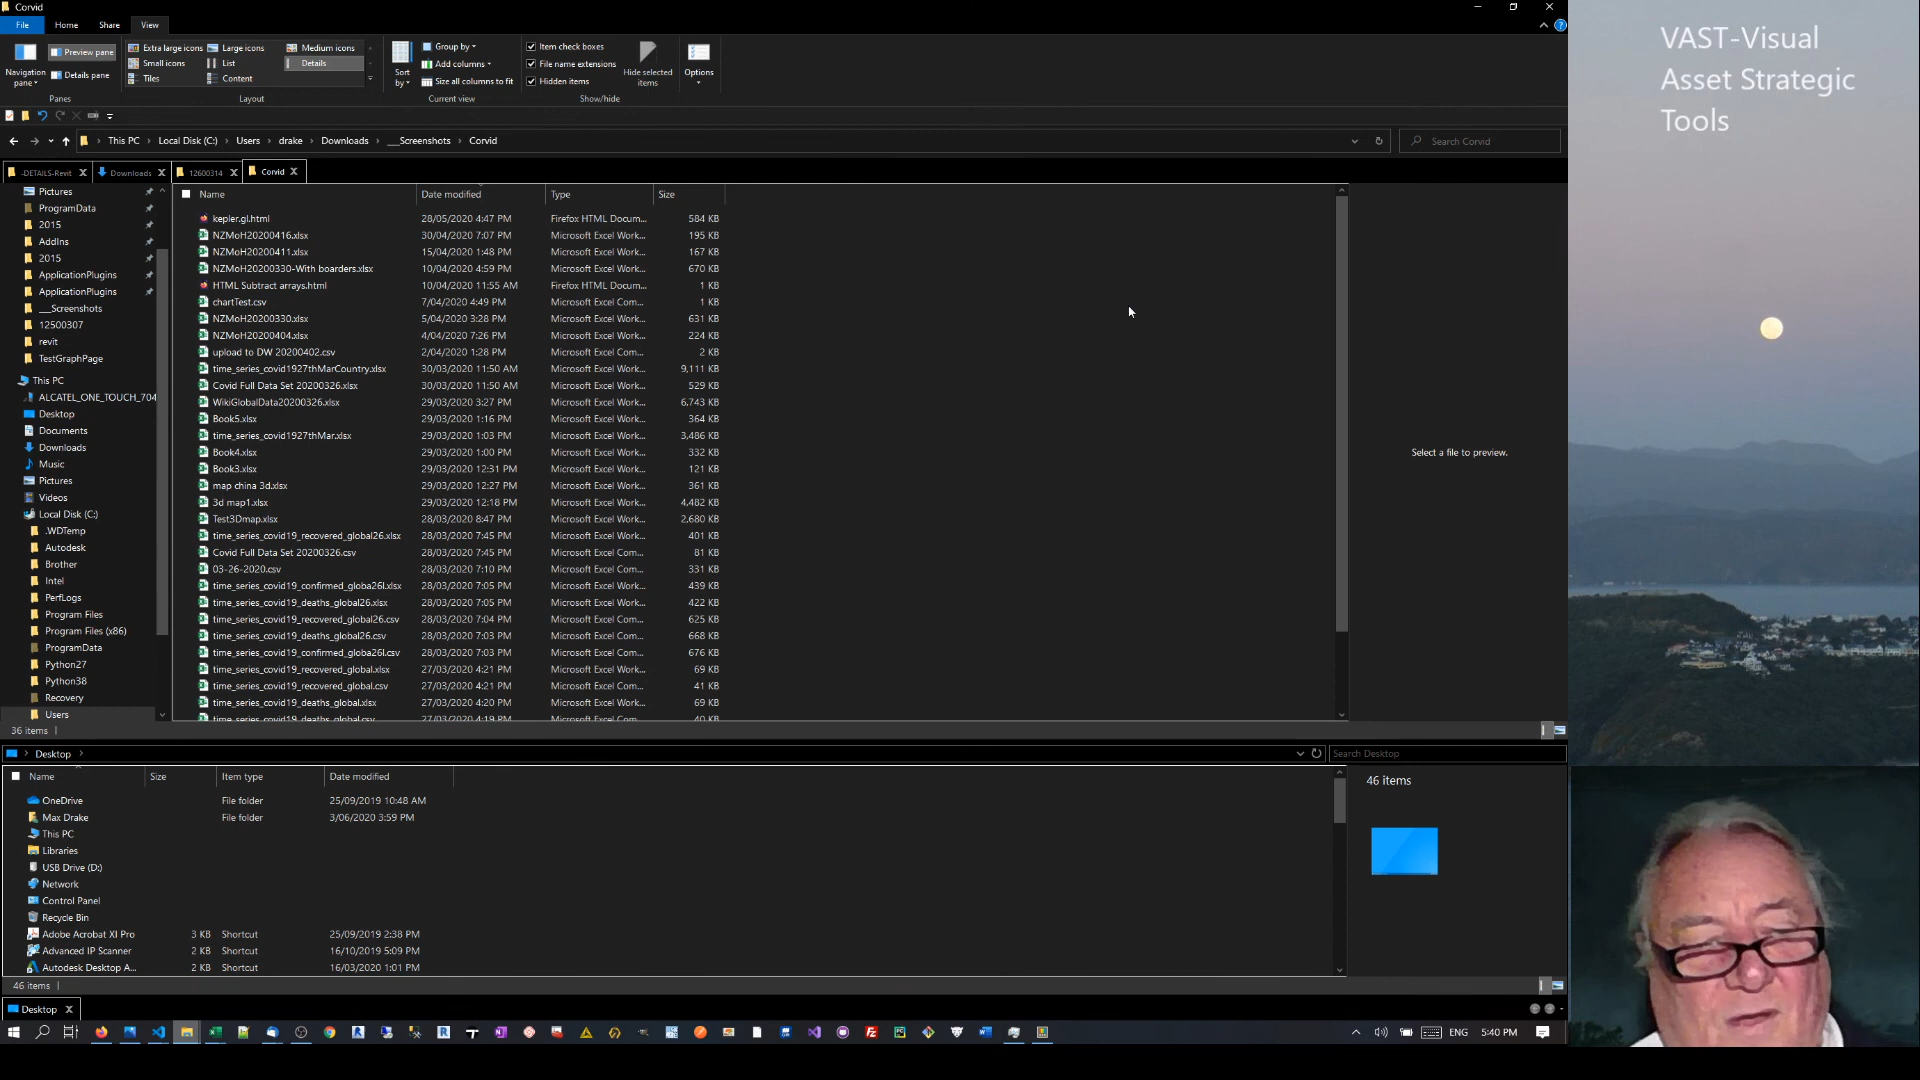 Corvid
File Home Share View
Navigation pane
Preview pane
Details pane
Panes
Extra large icons Large icons Medium icons
Small icons List Details
Tiles Content
Layout
Sort by
Group by
Add columns
Size all columns to fit
Current view
Item check boxes
File name extensions
Hidden items
Hide selected items
Show/hide
Options
This PC Local Disk (C:) Users drake Downloads ___Screenshots Corvid
Search Corvid
-DETAILS-Revit Downloads 12600314 Corvid
Pictures
ProgramData
2015
AddIns
2015
ApplicationPlugins
ApplicationPlugins
___Screenshots
12500307
revit
TestGraphPage
This PC
ALCATEL_ONE_TOUCH_704
Desktop
Documents
Downloads
Music
Pictures
Videos
Local Disk (C:)
.WDTemp
Autodesk
Brother
Intel
PerfLogs
Program Files
Program Files (x86)
ProgramData
Python27
Python38
Recovery
Users
Name Date modified Type Size
kepler.gl.html 28/05/2020 4:47 PM Firefox HTML Docum... 584 KB
NZMoH20200416.xlsx 30/04/2020 7:07 PM Microsoft Excel Work... 195 KB
NZMoH20200411.xlsx 15/04/2020 1:48 PM Microsoft Excel Work... 167 KB
NZMoH20200330-With boarders.xlsx 10/04/2020 4:59 PM Microsoft Excel Work... 670 KB
HTML Subtract arrays.html 10/04/2020 11:55 AM Firefox HTML Docum... 1 KB
chartTest.csv 7/04/2020 4:49 PM Microsoft Excel Com... 1 KB
NZMoH20200330.xlsx 5/04/2020 3:28 PM Microsoft Excel Work... 631 KB
NZMoH20200404.xlsx 4/04/2020 7:26 PM Microsoft Excel Work... 224 KB
upload to DW 20200402.csv 2/04/2020 1:28 PM Microsoft Excel Com... 2 KB
time_series_covid1927thMarCountry.xlsx 30/03/2020 11:50 AM Microsoft Excel Work... 9,111 KB
Covid Full Data Set 20200326.xlsx 30/03/2020 11:50 AM Microsoft Excel Work... 529 KB
WikiGlobalData20200326.xlsx 29/03/2020 3:27 PM Microsoft Excel Work... 6,743 KB
Book5.xlsx 29/03/2020 1:16 PM Microsoft Excel Work... 364 KB
time_series_covid1927thMar.xlsx 29/03/2020 1:03 PM Microsoft Excel Work... 3,486 KB
Book4.xlsx 29/03/2020 1:00 PM Microsoft Excel Work... 332 KB
Book3.xlsx 29/03/2020 12:31 PM Microsoft Excel Work... 121 KB
map china 3d.xlsx 29/03/2020 12:27 PM Microsoft Excel Work... 361 KB
3d map1.xlsx 29/03/2020 12:18 PM Microsoft Excel Work... 4,482 KB
Test3Dmap.xlsx 28/03/2020 8:47 PM Microsoft Excel Work... 2,680 KB
time_series_covid19_recovered_global26.xlsx 28/03/2020 7:45 PM Microsoft Excel Work... 401 KB
Covid Full Data Set 20200326.csv 28/03/2020 7:45 PM Microsoft Excel Com... 81 KB
03-26-2020.csv 28/03/2020 7:10 PM Microsoft Excel Com... 331 KB
time_series_covid19_confirmed_globa26l.xlsx 28/03/2020 7:05 PM Microsoft Excel Work... 439 KB
time_series_covid19_deaths_global26.xlsx 28/03/2020 7:05 PM Microsoft Excel Work... 422 KB
time_series_covid19_recovered_global26.csv 28/03/2020 7:04 PM Microsoft Excel Com... 625 KB
time_series_covid19_deaths_global26.csv 28/03/2020 7:03 PM Microsoft Excel Com... 668 KB
time_series_covid19_confirmed_globa26l.csv 28/03/2020 7:03 PM Microsoft Excel Com... 676 KB
time_series_covid19_recovered_global.xlsx 27/03/2020 4:21 PM Microsoft Excel Work... 69 KB
time_series_covid19_recovered_global.csv 27/03/2020 4:21 PM Microsoft Excel Com... 41 KB
time_series_covid19_deaths_global.xlsx 27/03/2020 4:20 PM Microsoft Excel Work... 69 KB
time_series_covid19_deaths_global.csv 27/03/2020 4:19 PM Microsoft Excel Com... 40 KB
Select a file to preview.
36 items
Desktop
Search Desktop
Name Size Item type Date modified
OneDrive File folder 25/09/2019 10:48 AM
Max Drake File folder 3/06/2020 3:59 PM
This PC
Libraries
USB Drive (D:)
Network
Control Panel
Recycle Bin
Adobe Acrobat XI Pro 3 KB Shortcut 25/09/2019 2:38 PM
Advanced IP Scanner 2 KB Shortcut 16/10/2019 5:09 PM
Autodesk Desktop A... 2 KB Shortcut 16/03/2020 1:01 PM
46 items
46 items
Desktop
ENG 5:40 PM
VAST-Visual
Asset Strategic
Tools